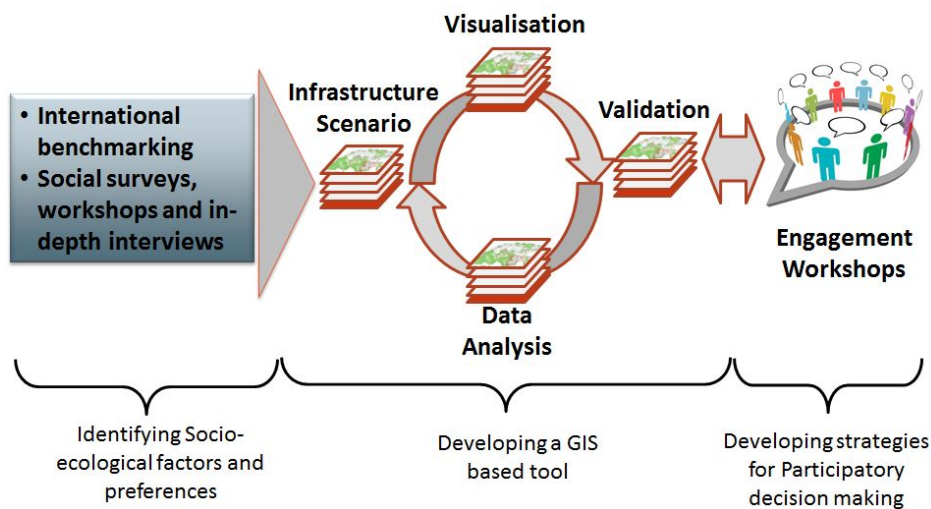 Visualisation
Infrastructure
Scenario
Validation
• International
benchmarking
• Social surveys,
workshops and in-
depth interviews
Engagement
Workshops
Data
Analysis
Identifying Socio-
ecological factors and
preferences
Developing a GIS
based tool
Developing strategies
for Participatory
decision making